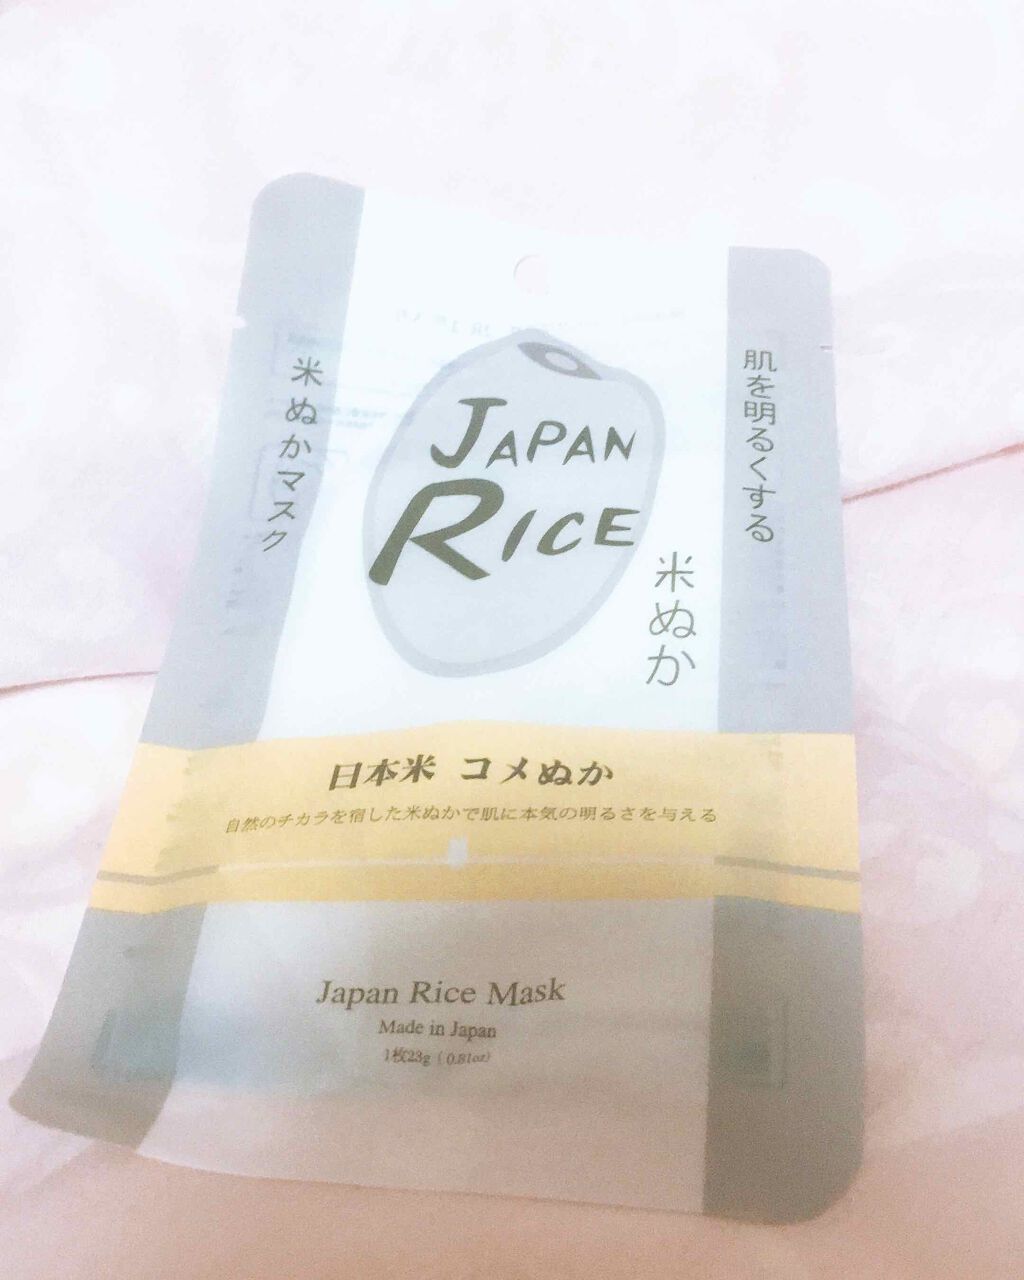 米ぬかマスク
JAPAN
RICE
米ぬか
肌を明るくする
日本米 コメぬか
自然のチカラを宿した米ぬかで肌に本気の明るさを与える
Japan Rice Mask
Made in Japan
1枚23g (0.81oz)